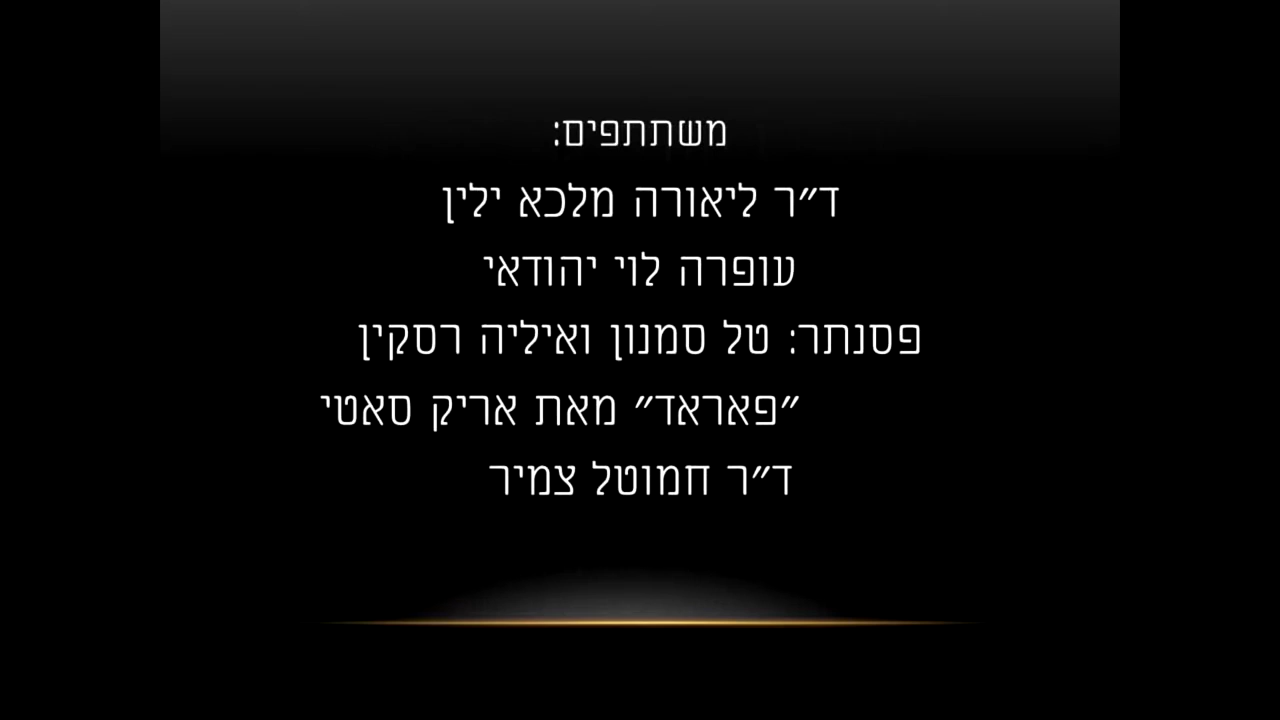 משתתפים:
ד״ר ליאורה מלכא ילין
עופרה לוי יהודאי
פסנתר: טל סמנון ואיליה רסקין
״פאראד״ מאת אריק סאטי
ד״ר חמוטל צמיר